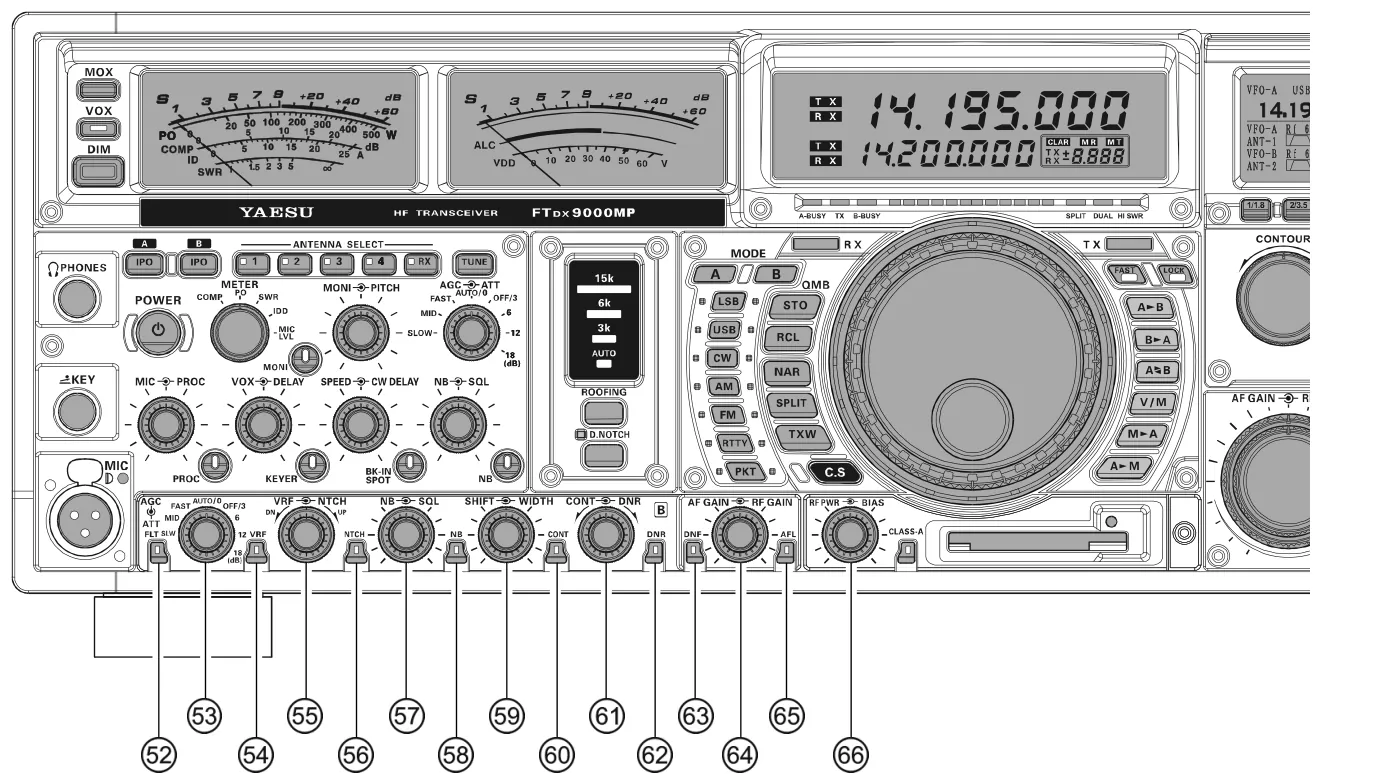 MOX
VOX
DIM
S 1 3 5 7 9 +20 +40 +60 dB
PO 0 20 50 100 200 300 400 500 W
COMP 0 5 10 15 20 dB
ID 0 5 10 15 20 25 A
SWR 1 1.5 2 3 5 ∞
S 1 3 5 7 9 +20 +40 +60 dB
ALC
VDD 0 10 20 30 40 50 60 V
TX
RX
14.195.000
TX
RX
14.200.000
CLAR MR MT
TX
RX
±8.888
VFO-A USB
14.19
VFO-A Rf 6
ANT-1
VFO-B Rf 6
ANT-2
YAESU HF TRANSCEIVER FTDX9000MP
A-BUSY TX B-BUSY SPLIT DUAL HI SWR
1/1.8 2/3.5
A B ANTENNA SELECT
IPO IPO 1 2 3 4 RX TUNE
PHONES
POWER
METER
COMP PO SWR IDD MIC LVL
MONI
MONI PITCH
AGC ATT
SLOW MID FAST AUTO/0 OFF/3 6 12 18 (dB)
KEY
MIC PROC
VOX DELAY
SPEED CW DELAY
NB SQL
PROC
KEYER
BK-IN
SPOT
NB
MIC
15k
6k
3k
AUTO
ROOFING
D.NOTCH
MODE
A B
LSB
USB
CW
AM
FM
RTTY
PKT
QMB
STO
RCL
NAR
SPLIT
TXW
C.S
RX
TX
FAST LOCK
A►B
B►A
A B
V/M
M►A
A►M
CONTOUR
AF GAIN R
AGC
ATT
FLT SLW MID FAST AUTO/0 OFF/3 6 12 18 (dB)
VRF
VRF NTCH
DN UP
NTCH
NB SQL
NB
SHIFT WIDTH
CONT
CONT DNR
B
DNR
DNF
AF GAIN RF GAIN
AFL
RF PWR BIAS
CLASS-A
53 55 57 59 61 63 65
52 54 56 58 60 62 64 66